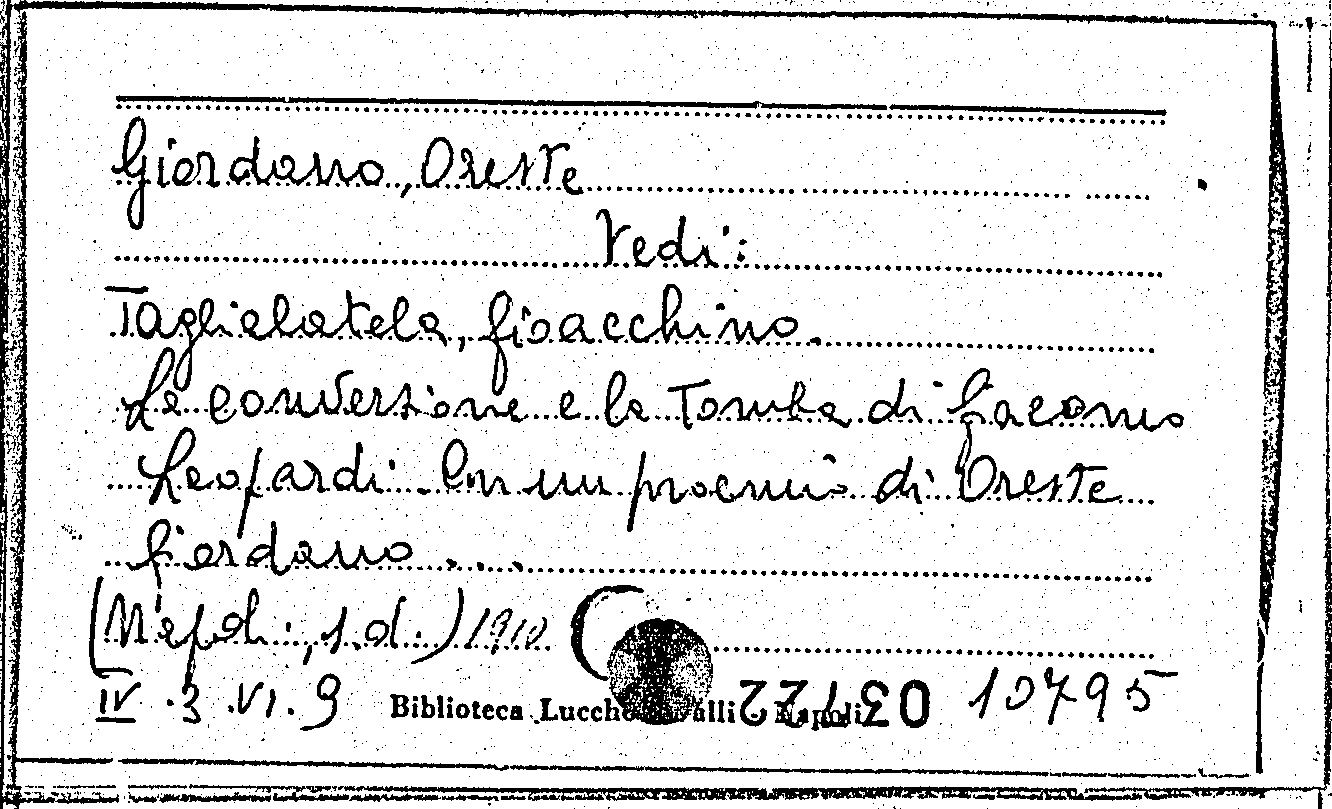 Giordano, Oreste
Vedi:
Taglialatela, Gioacchino.
La conversione e la tomba di Giacomo
Leopardi. Con un proemio di Oreste
Giordano...
(Napoli, s.d.) 1910
IV .3 .VI. 9 Biblioteca Lucchesi Palli Napoli 10795